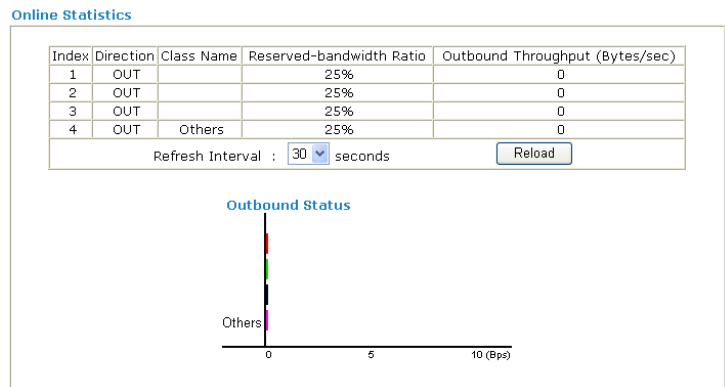 Online Statistics
Index Direction Class Name Reserved-bandwidth Ratio Outbound Throughput (Bytes/sec)
1 OUT 25% 0
2 OUT 25% 0
3 OUT 25% 0
4 OUT Others 25% 0
Refresh Interval : 30 seconds Reload
Outbound Status
Others
0 5 10 (Bps)